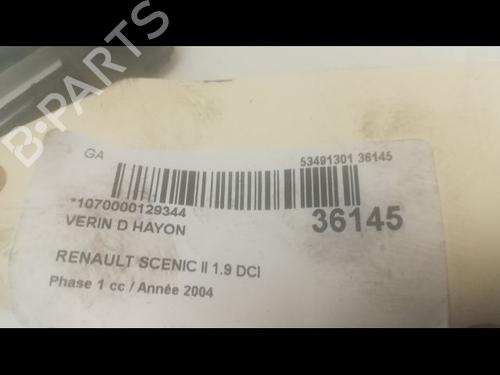 B-PARTS
GA
53491301 36145
*1070000129344
36145
VERIN D HAYON
RENAULT SCENIC II 1.9 DCI
Phase 1 cc / Année 2004